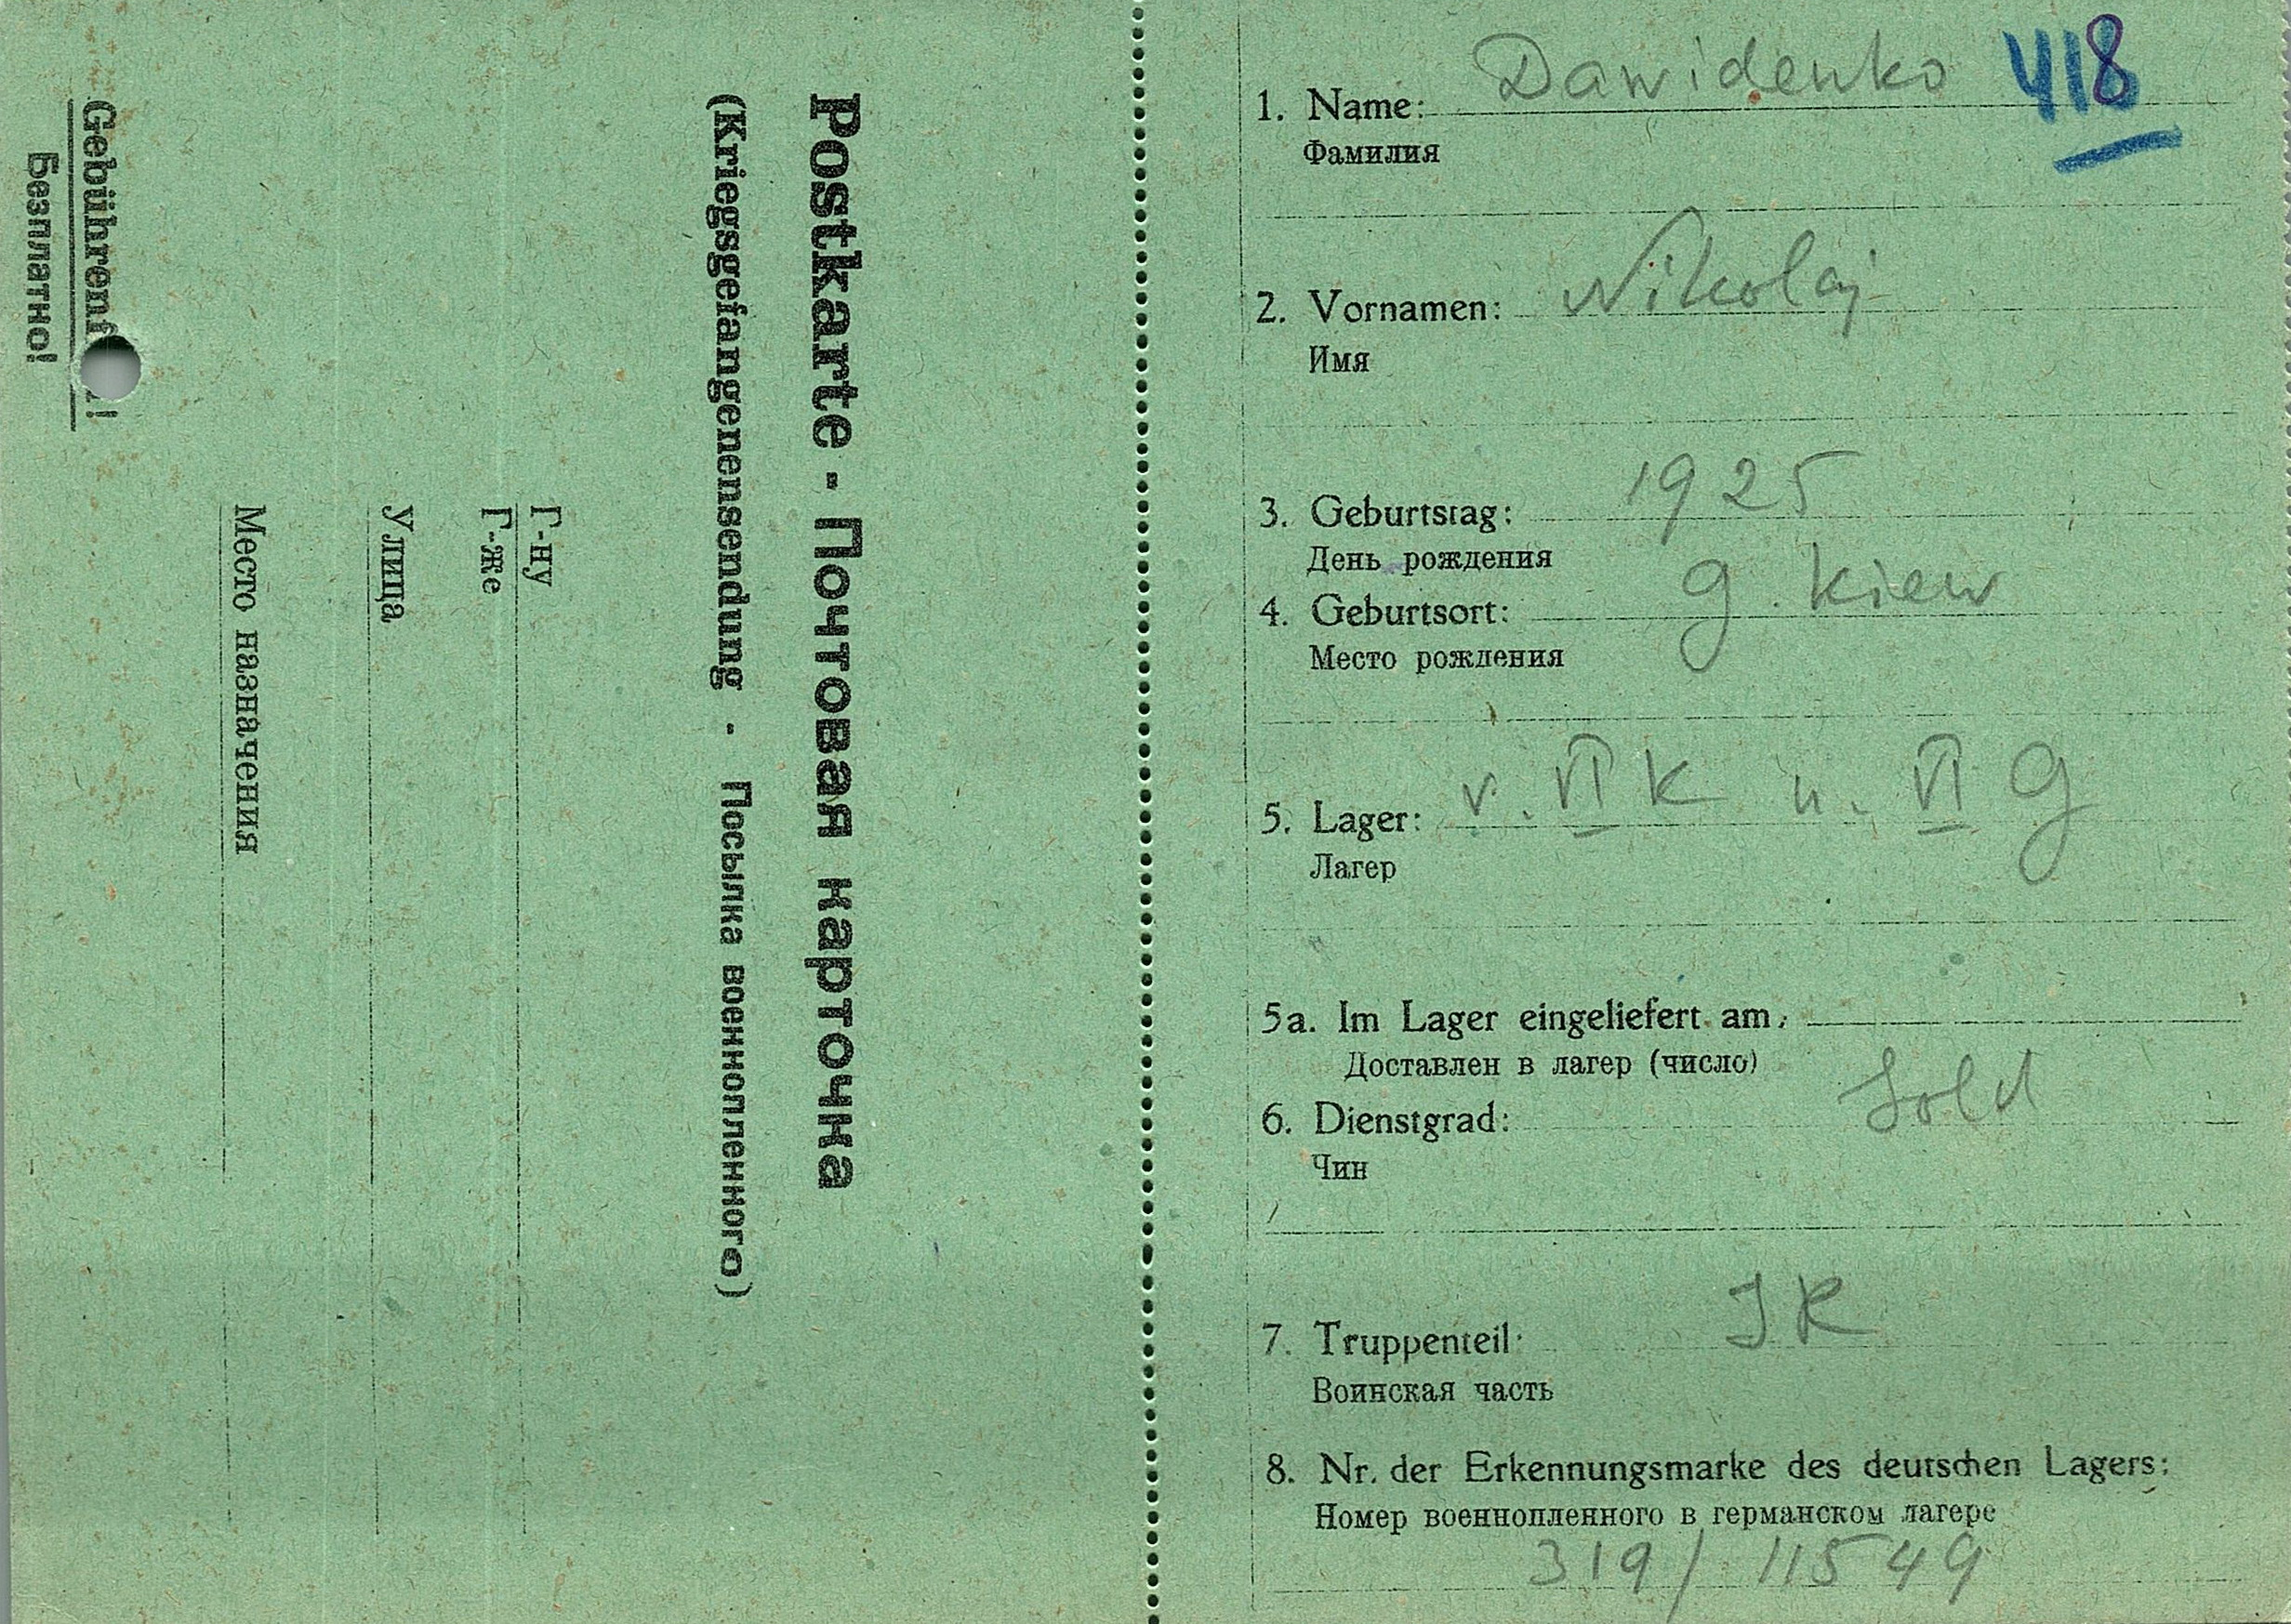 Postkarte - Почтовая карточка
(Kriegsgefangenensendung - Посылка военнопленного)
Г-ну
Г-же
Улица
Место назначения
Безплатно!
418
1. Name: Dawidenko
Фамилия
2. Vornamen: Nikolaj
Имя
3. Geburtstag: 1925
День рождения
4. Geburtsort: g. Kiew
Место рождения
5. Lager: v. VI K u. VI G
Лагер
5a. Im Lager eingeliefert am:
Доставлен в лагер (число)
6. Dienstgrad: Sold
Чин
7. Truppenteil: IR
Воинская часть
8. Nr. der Erkennungsmarke des deutschen Lagers:
Номер военнопленного в германском лагере
319/11549